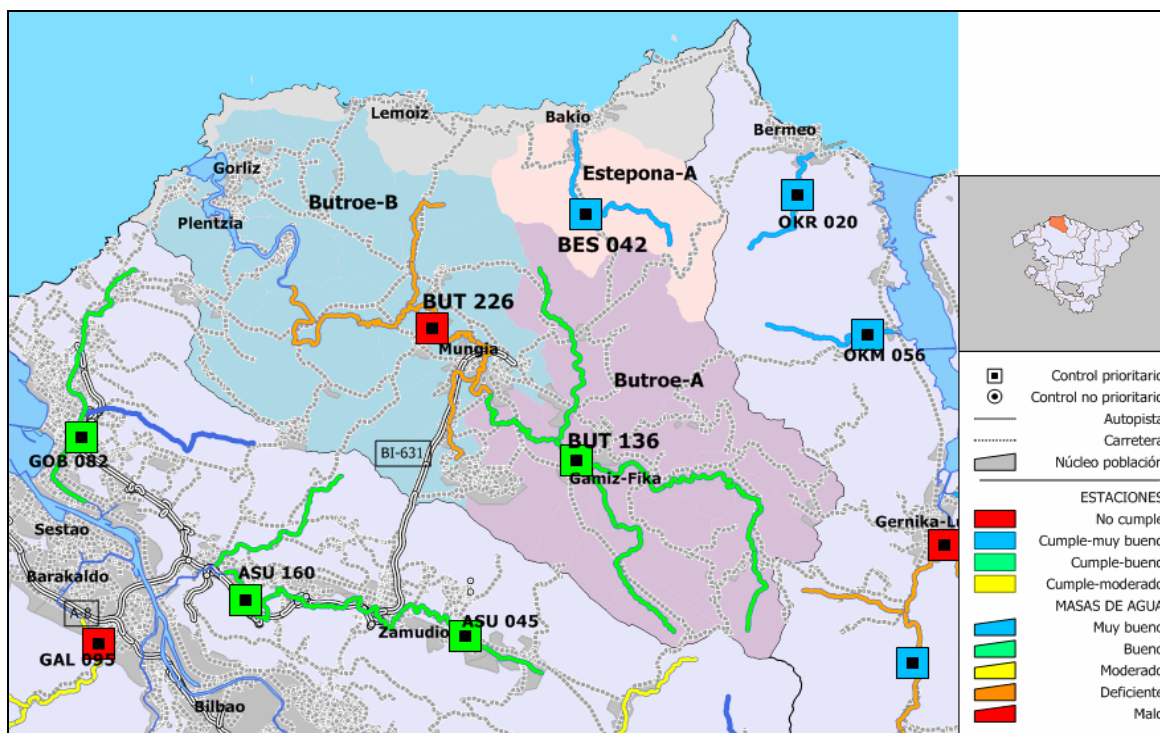 Lemoiz
Bakio
Bermeo
Gorliz
Estepona-A
Butroe-B
OKR 020
Plentzia
BES 042
BUT 226
Mungia
OKM 056
Butroe-A
BUT 136
BI-631
GOB 082
Gamiz-Fika
Sestao
Gernika-Lu
Barakaldo
ASU 160
A-8
ASU 045
Zamudio
GAL 095
Bilbao
Control prioritario
Control no prioritario
Autopista
Carretera
Núcleo población
ESTACIONES
No cumple
Cumple-muy bueno
Cumple-bueno
Cumple-moderado
MASAS DE AGUA
Muy bueno
Bueno
Moderado
Deficiente
Malo